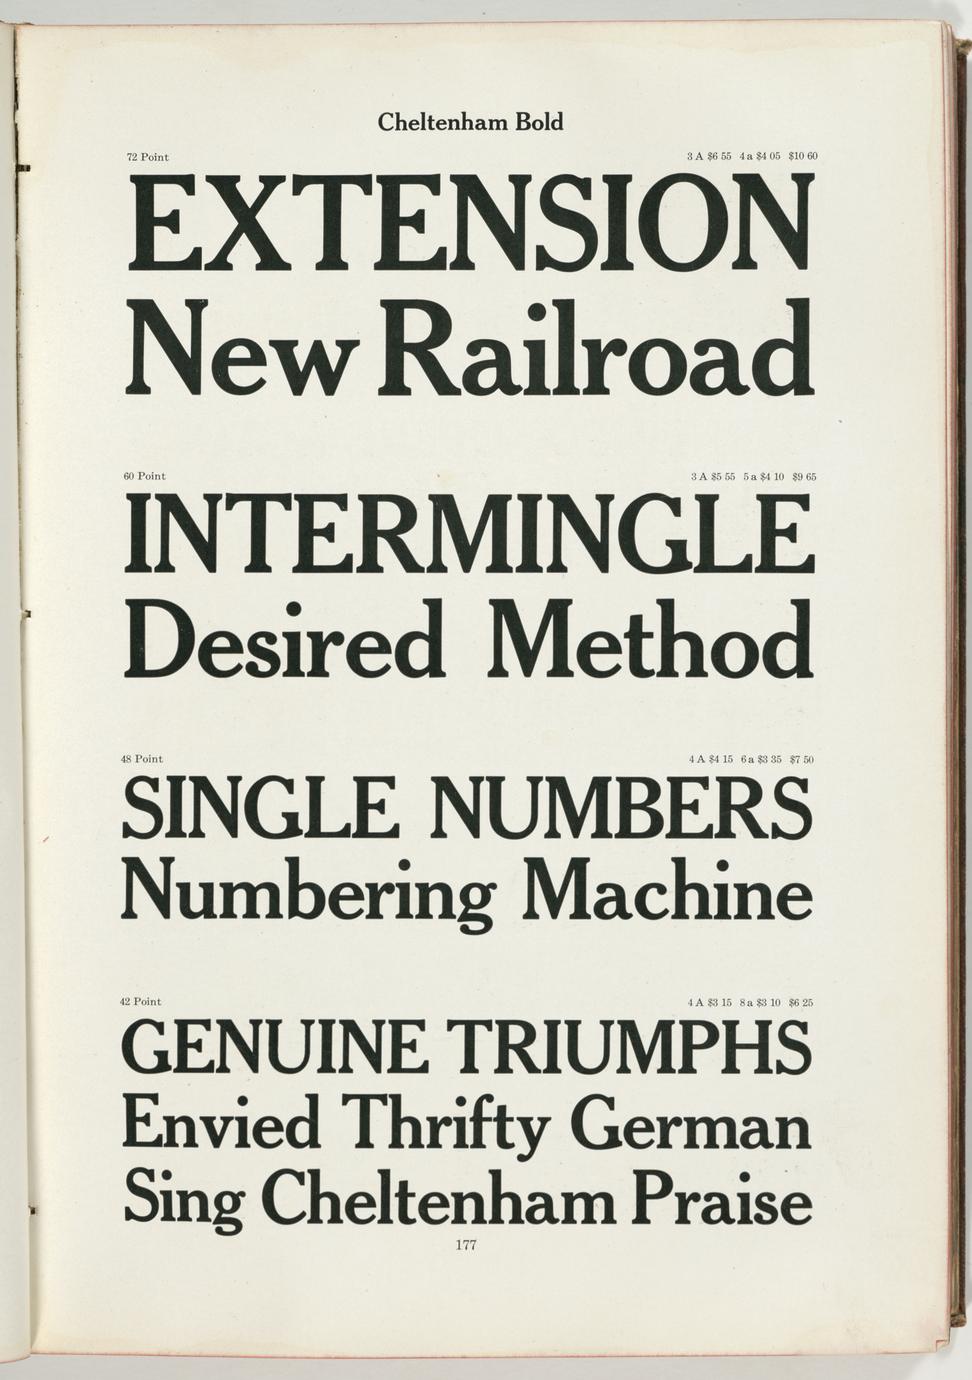 Cheltenham Bold
72 Point 3 A $6 55 4 a $4 05 $10 60
EXTENSION
New Railroad
60 Point 3 A $5 55 5 a $4 10 $9 65
INTERMINGLE
Desired Method
48 Point 4 A $4 15 6 a $3 35 $7 50
SINGLE NUMBERS
Numbering Machine
42 Point 4 A $3 15 8 a $3 10 $6 25
GENUINE TRIUMPHS
Envied Thrifty German
Sing Cheltenham Praise
177